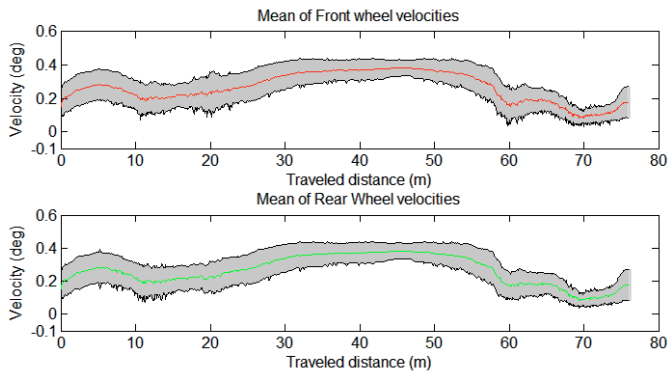 Mean of Front wheel velocities
0.6
0.4
0.2
0
-0.1
Velocity (deg)
0 10 20 30 40 50 60 70 80
Traveled distance (m)
Mean of Rear Wheel velocities
0.6
0.4
0.2
0
-0.1
Velocity (deg)
0 10 20 30 40 50 60 70 80
Traveled distance (m)